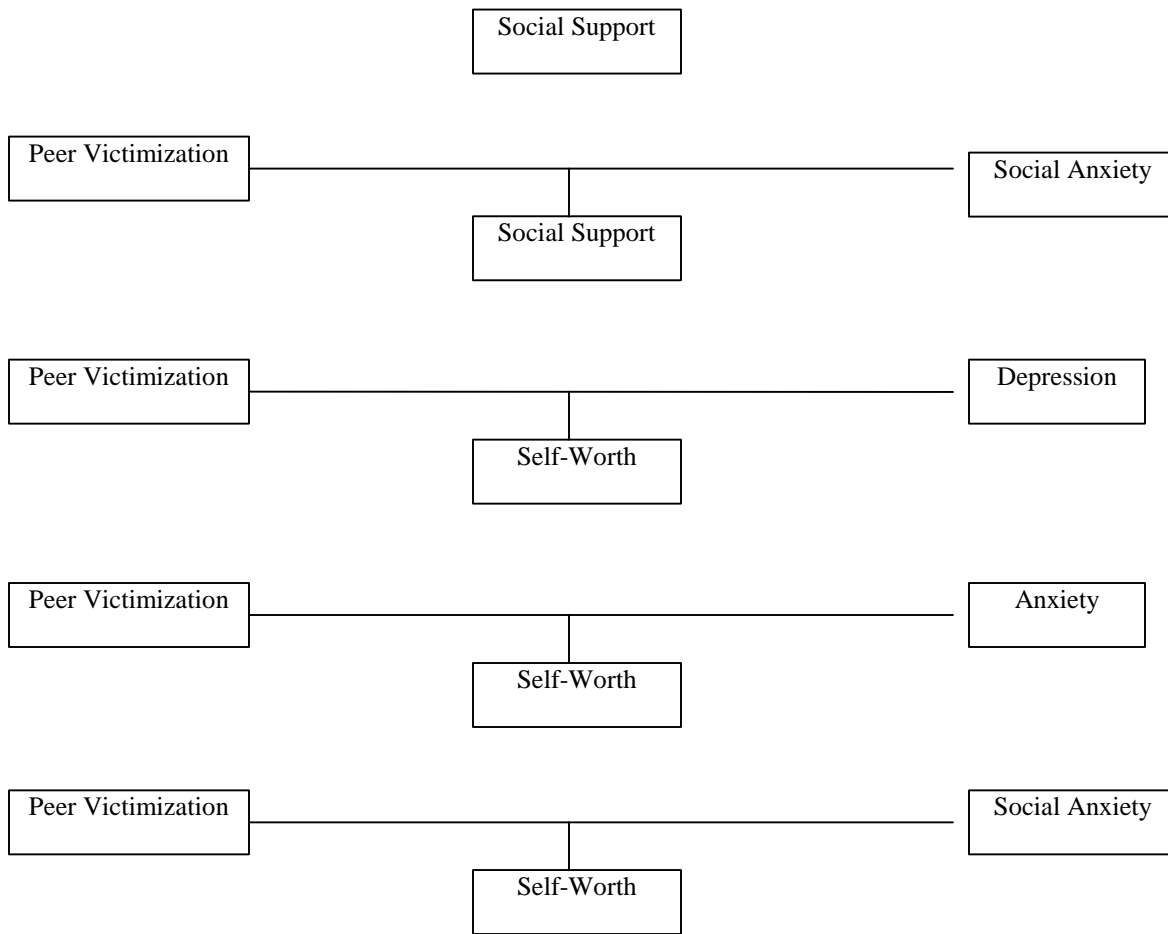 Social Support
Peer Victimization
Social Anxiety
Social Support
Peer Victimization
Depression
Self-Worth
Peer Victimization
Anxiety
Self-Worth
Peer Victimization
Social Anxiety
Self-Worth